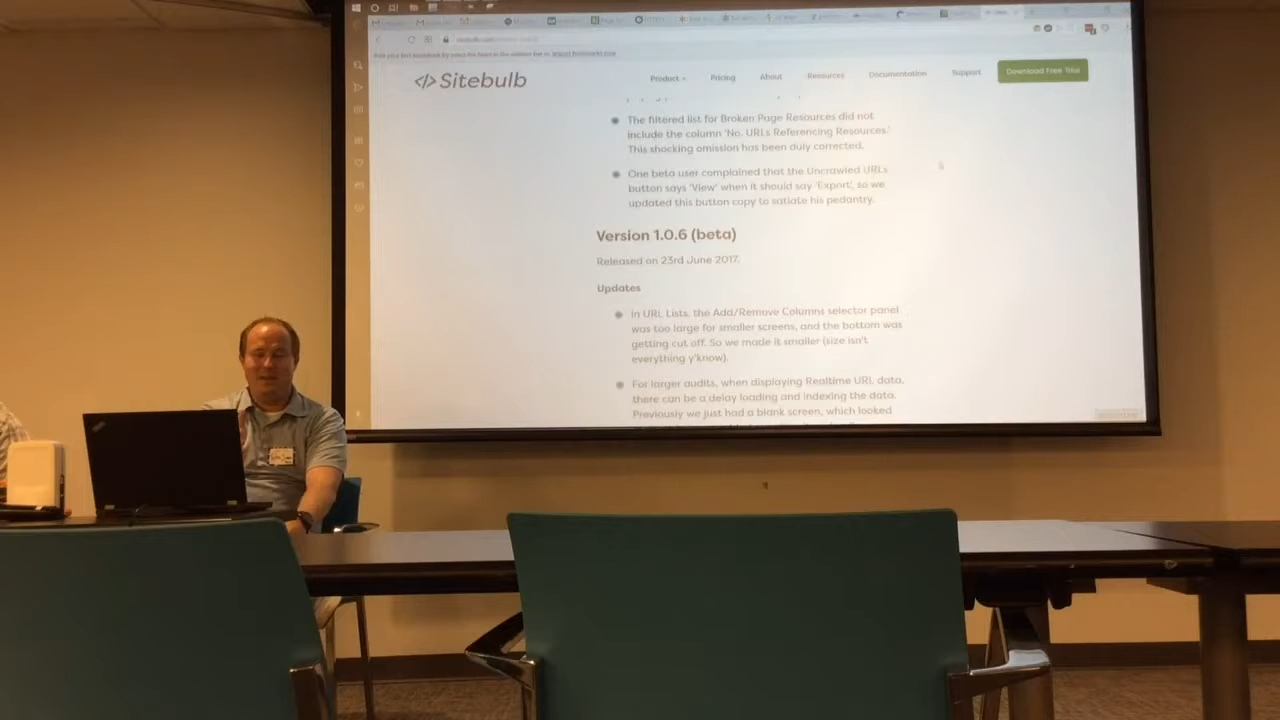 </> Sitebulb
Product
Pricing
About
Resources
Documentation
Support
Download Free Trial
The filtered list for Broken Page Resources did not
include the column 'No. URLs Referencing Resources.'
This shocking omission has been duly corrected.
One beta user complained that the Uncrawled URLs
button says 'View' when it should say 'Export', so we
updated this button copy to satiate his pedantry.
Version 1.0.6 (beta)
Released on 23rd June 2017.
Updates
In URL Lists, the Add/Remove Columns selector panel
was too large for smaller screens, and the bottom was
getting cut off. So we made it smaller (size isn't
everything y'know).
For larger audits, when displaying Realtime URL data,
there can be a delay loading and indexing the data.
Previously we just had a blank screen, which looked